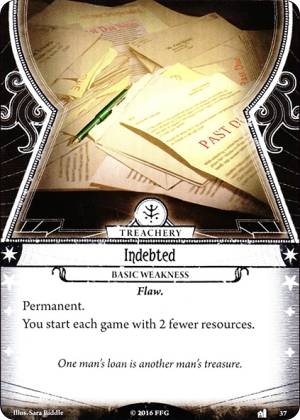 PAST DUE
TREACHERY
Indebted
BASIC WEAKNESS
Flaw.
Permanent.
You start each game with 2 fewer resources.
One man's loan is another man's treasure.
Illus. Sara Biddle
© 2016 FFG
37